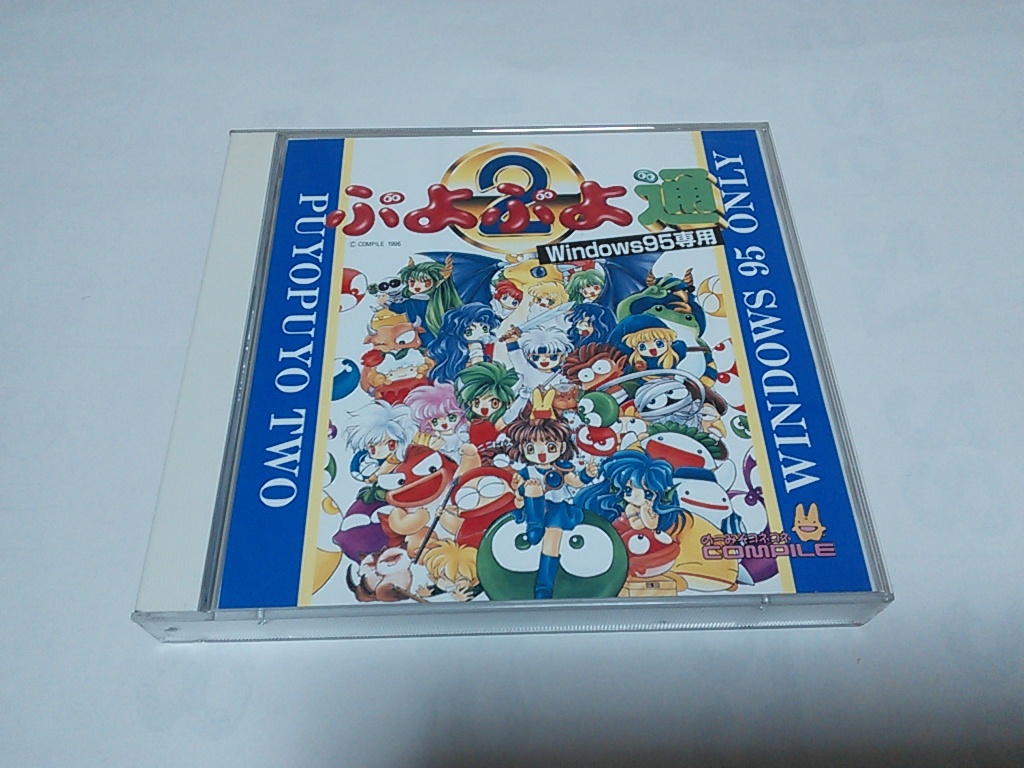 PUYOPUYO TWO
2
ぷよぷよ通
© COMPILE 1996
Windows95専用
WINDOWS 95 ONLY
COMPILE